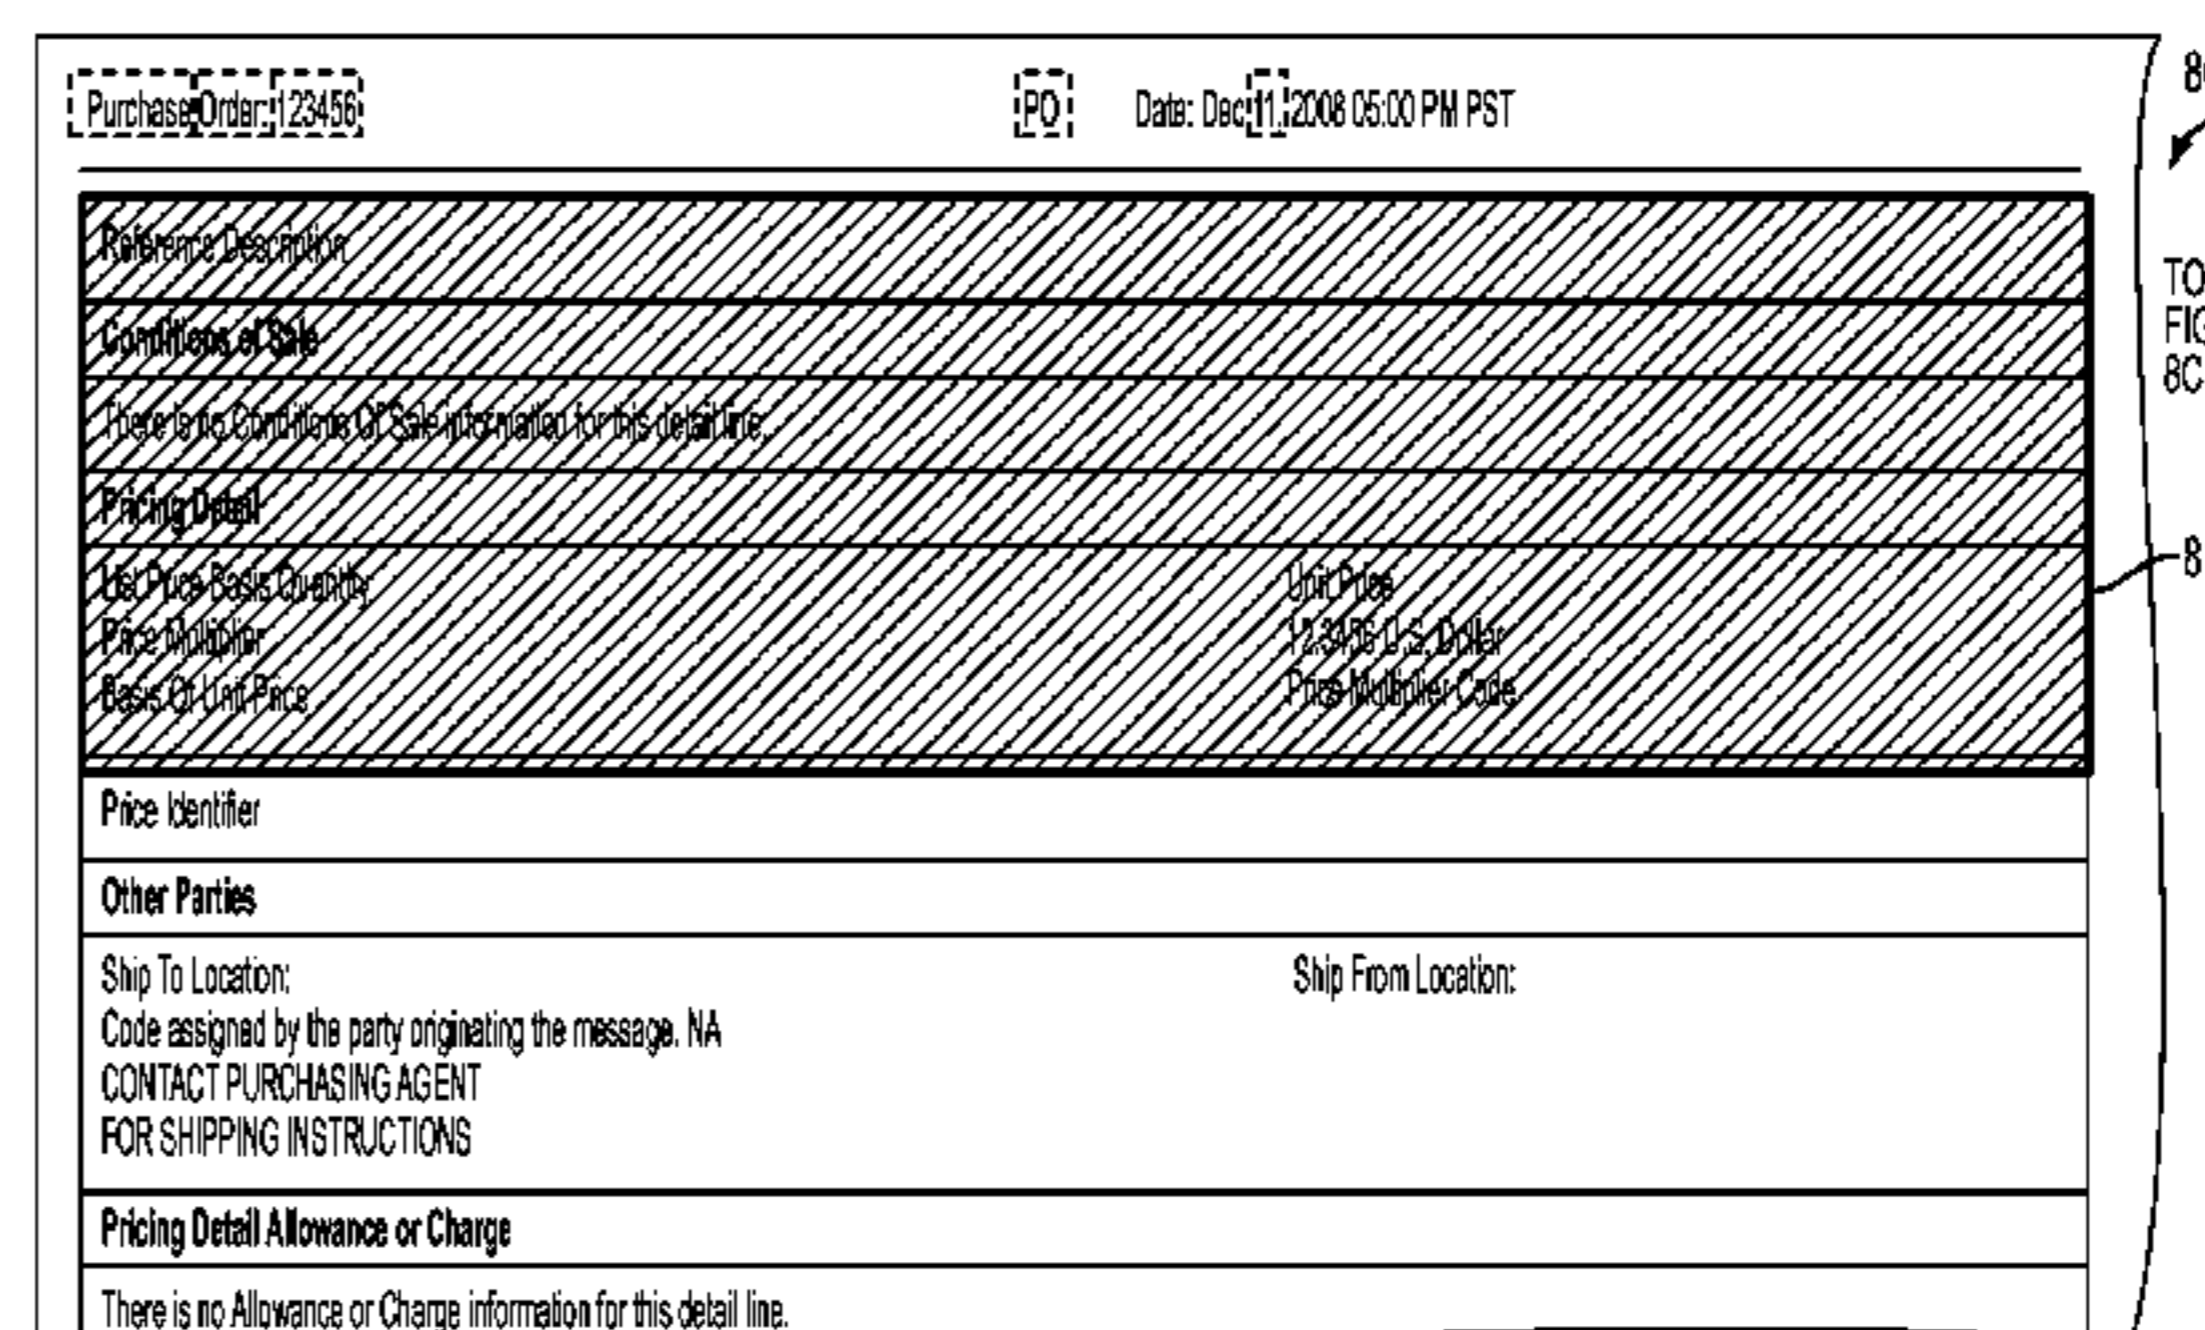 Purchase Order: 123456 PO Date: Dec 11, 2008 05:00 PM PST
TO
FIG
8C
Reference Description
Conditions of Sale
There is no Conditions Of Sale information for this detail line.
Pricing Detail
8
List Price Basis Quantity Unit Price
Price Multiplier 12.3456 U.S. Dollar
Basis Of Unit Price Price Multiplier Code
Price Identifier
Other Parties
Ship To Location: Ship From Location:
Code assigned by the party originating the message. NA
CONTACT PURCHASING AGENT
FOR SHIPPING INSTRUCTIONS
Pricing Detail Allowance or Charge
There is no Allowance or Charge information for this detail line.